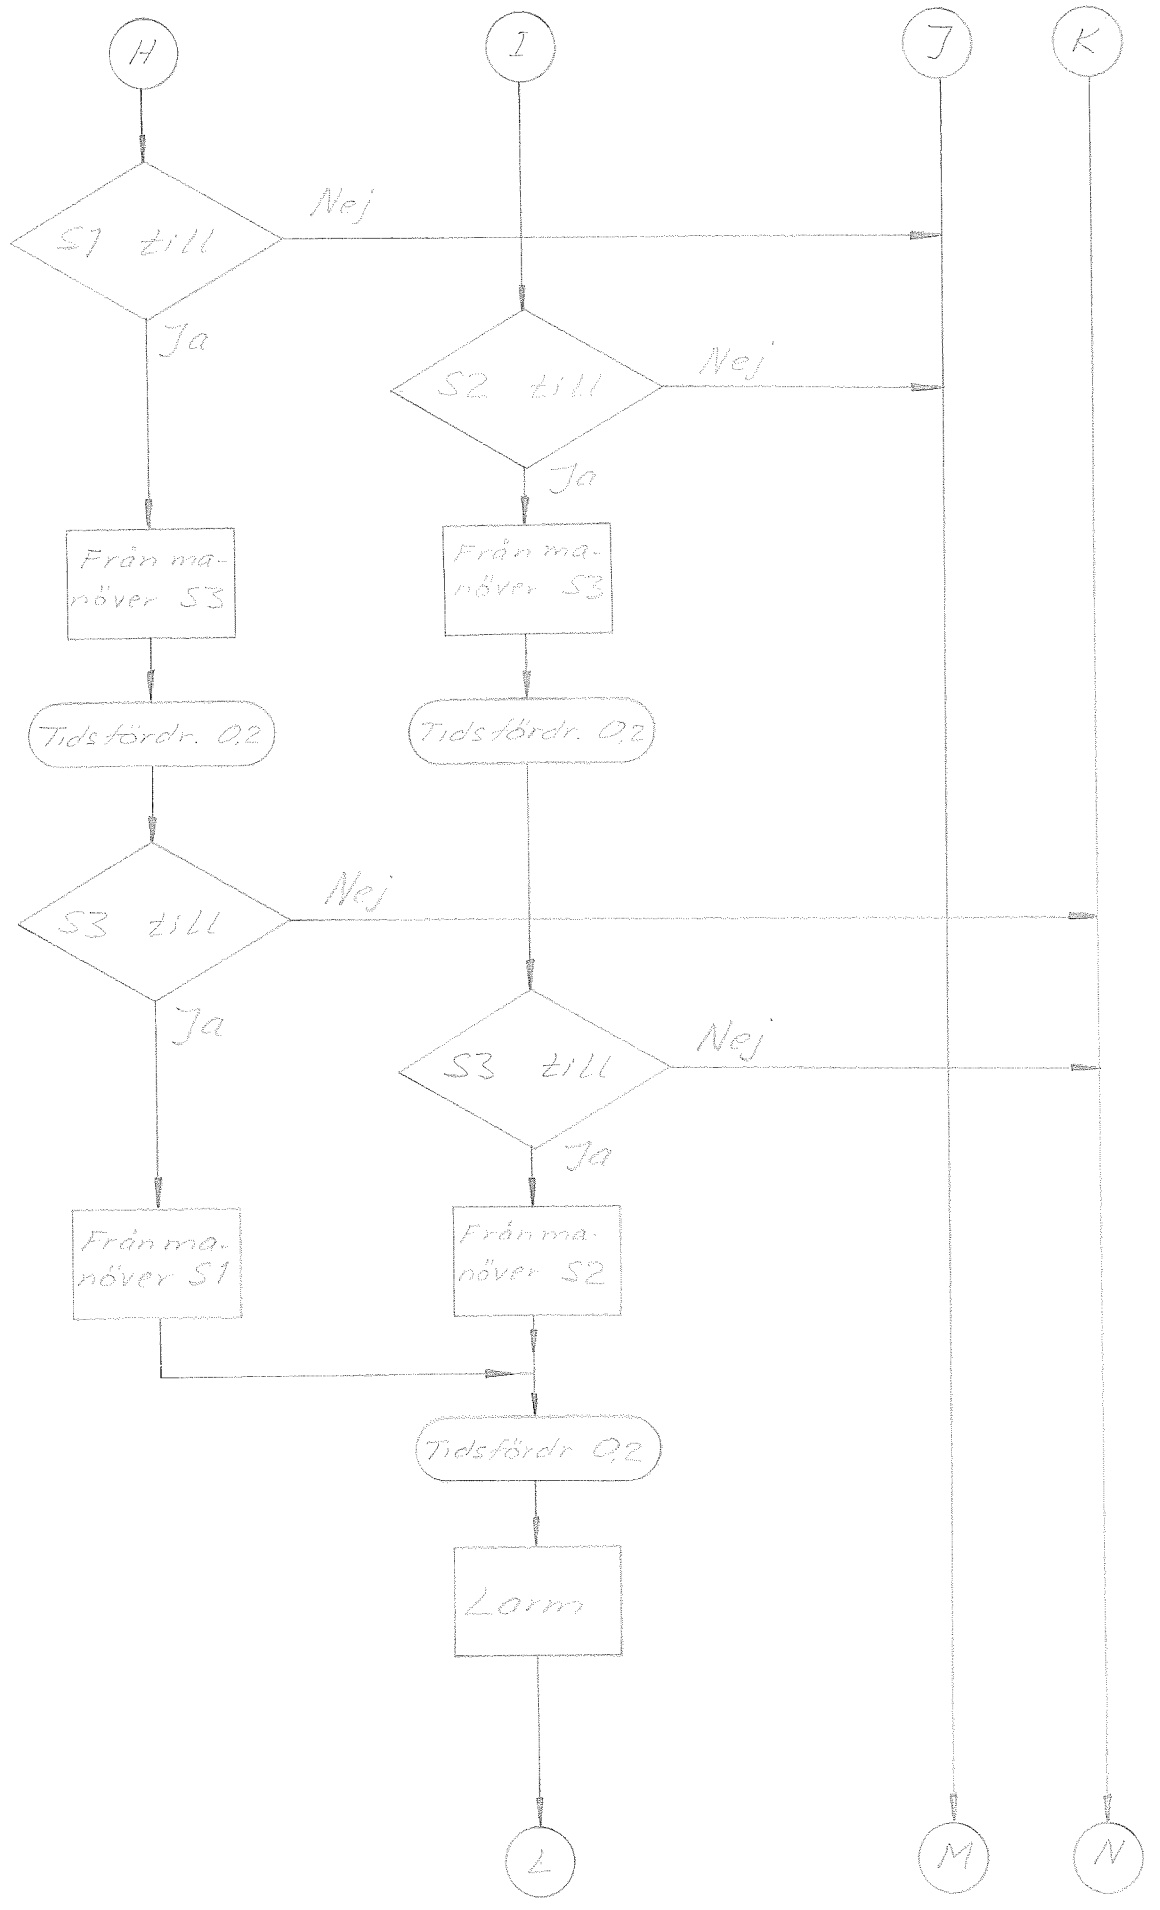 H
I
J
K
Nej
S1 till
Ja
Nej
S2 till
Ja
Från ma-
növer S3
Från ma-
növer S3
Tidsfördr. 0,2
Tidsfördr. 0,2
Nej
S3 till
Ja
Nej
S3 till
Ja
Från ma-
növer S1
Från ma-
növer S2
Tidsfördr 0,2
Larm
L
M
N